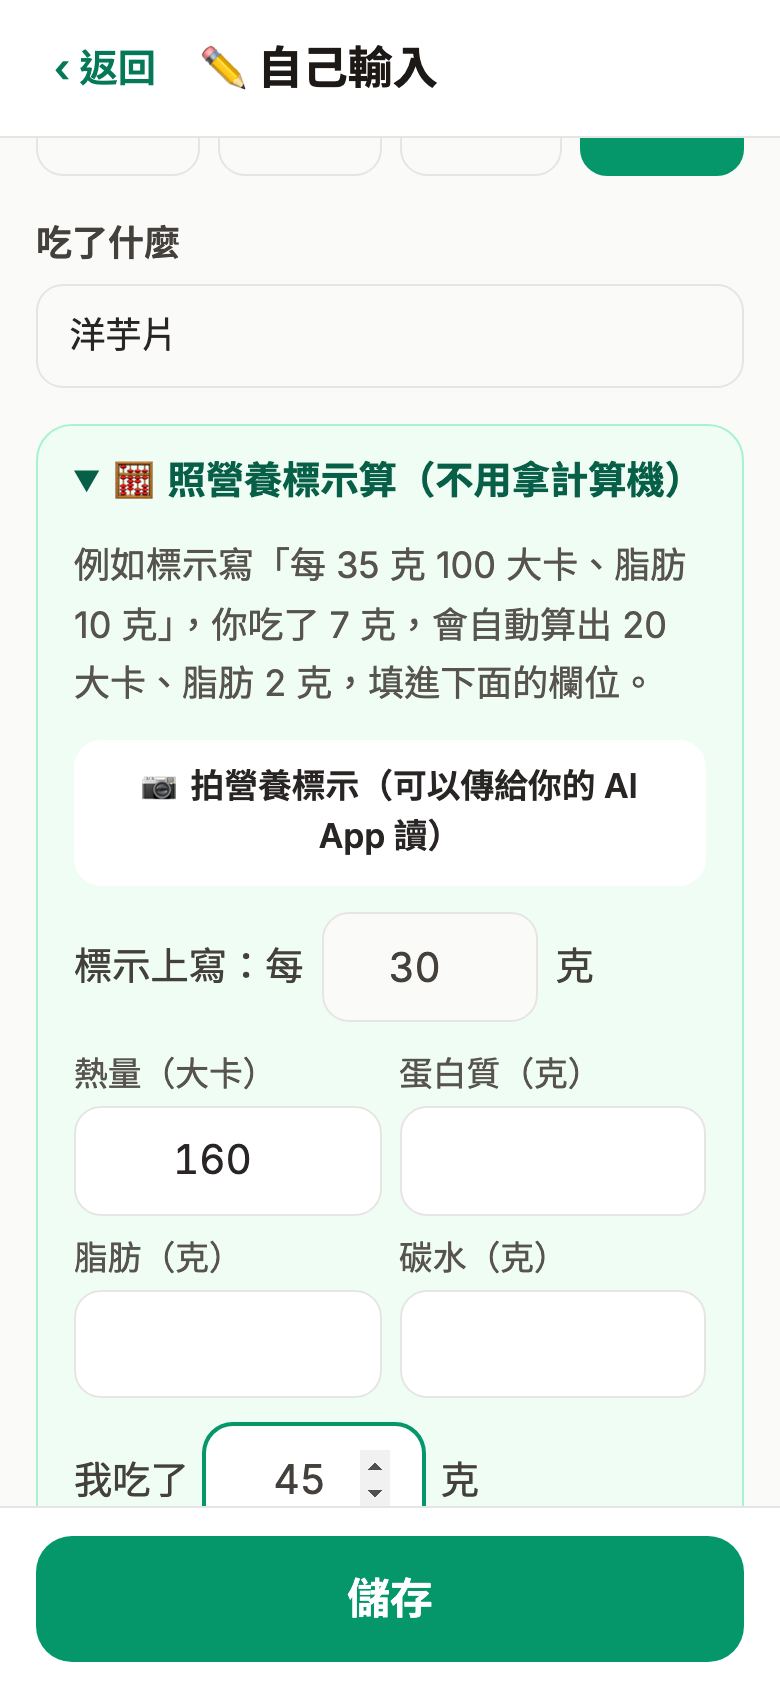 ‹ 返回 ✏️ 自己輸入
吃了什麼
洋芋片
▼ 🧮 照營養標示算（不用拿計算機）
例如標示寫「每 35 克 100 大卡、脂肪
10 克」，你吃了 7 克，會自動算出 20
大卡、脂肪 2 克，填進下面的欄位。
📷 拍營養標示（可以傳給你的 AI
App 讀）
標示上寫：每 30 克
熱量（大卡） 蛋白質（克）
160
脂肪（克） 碳水（克）
我吃了 45 克
儲存